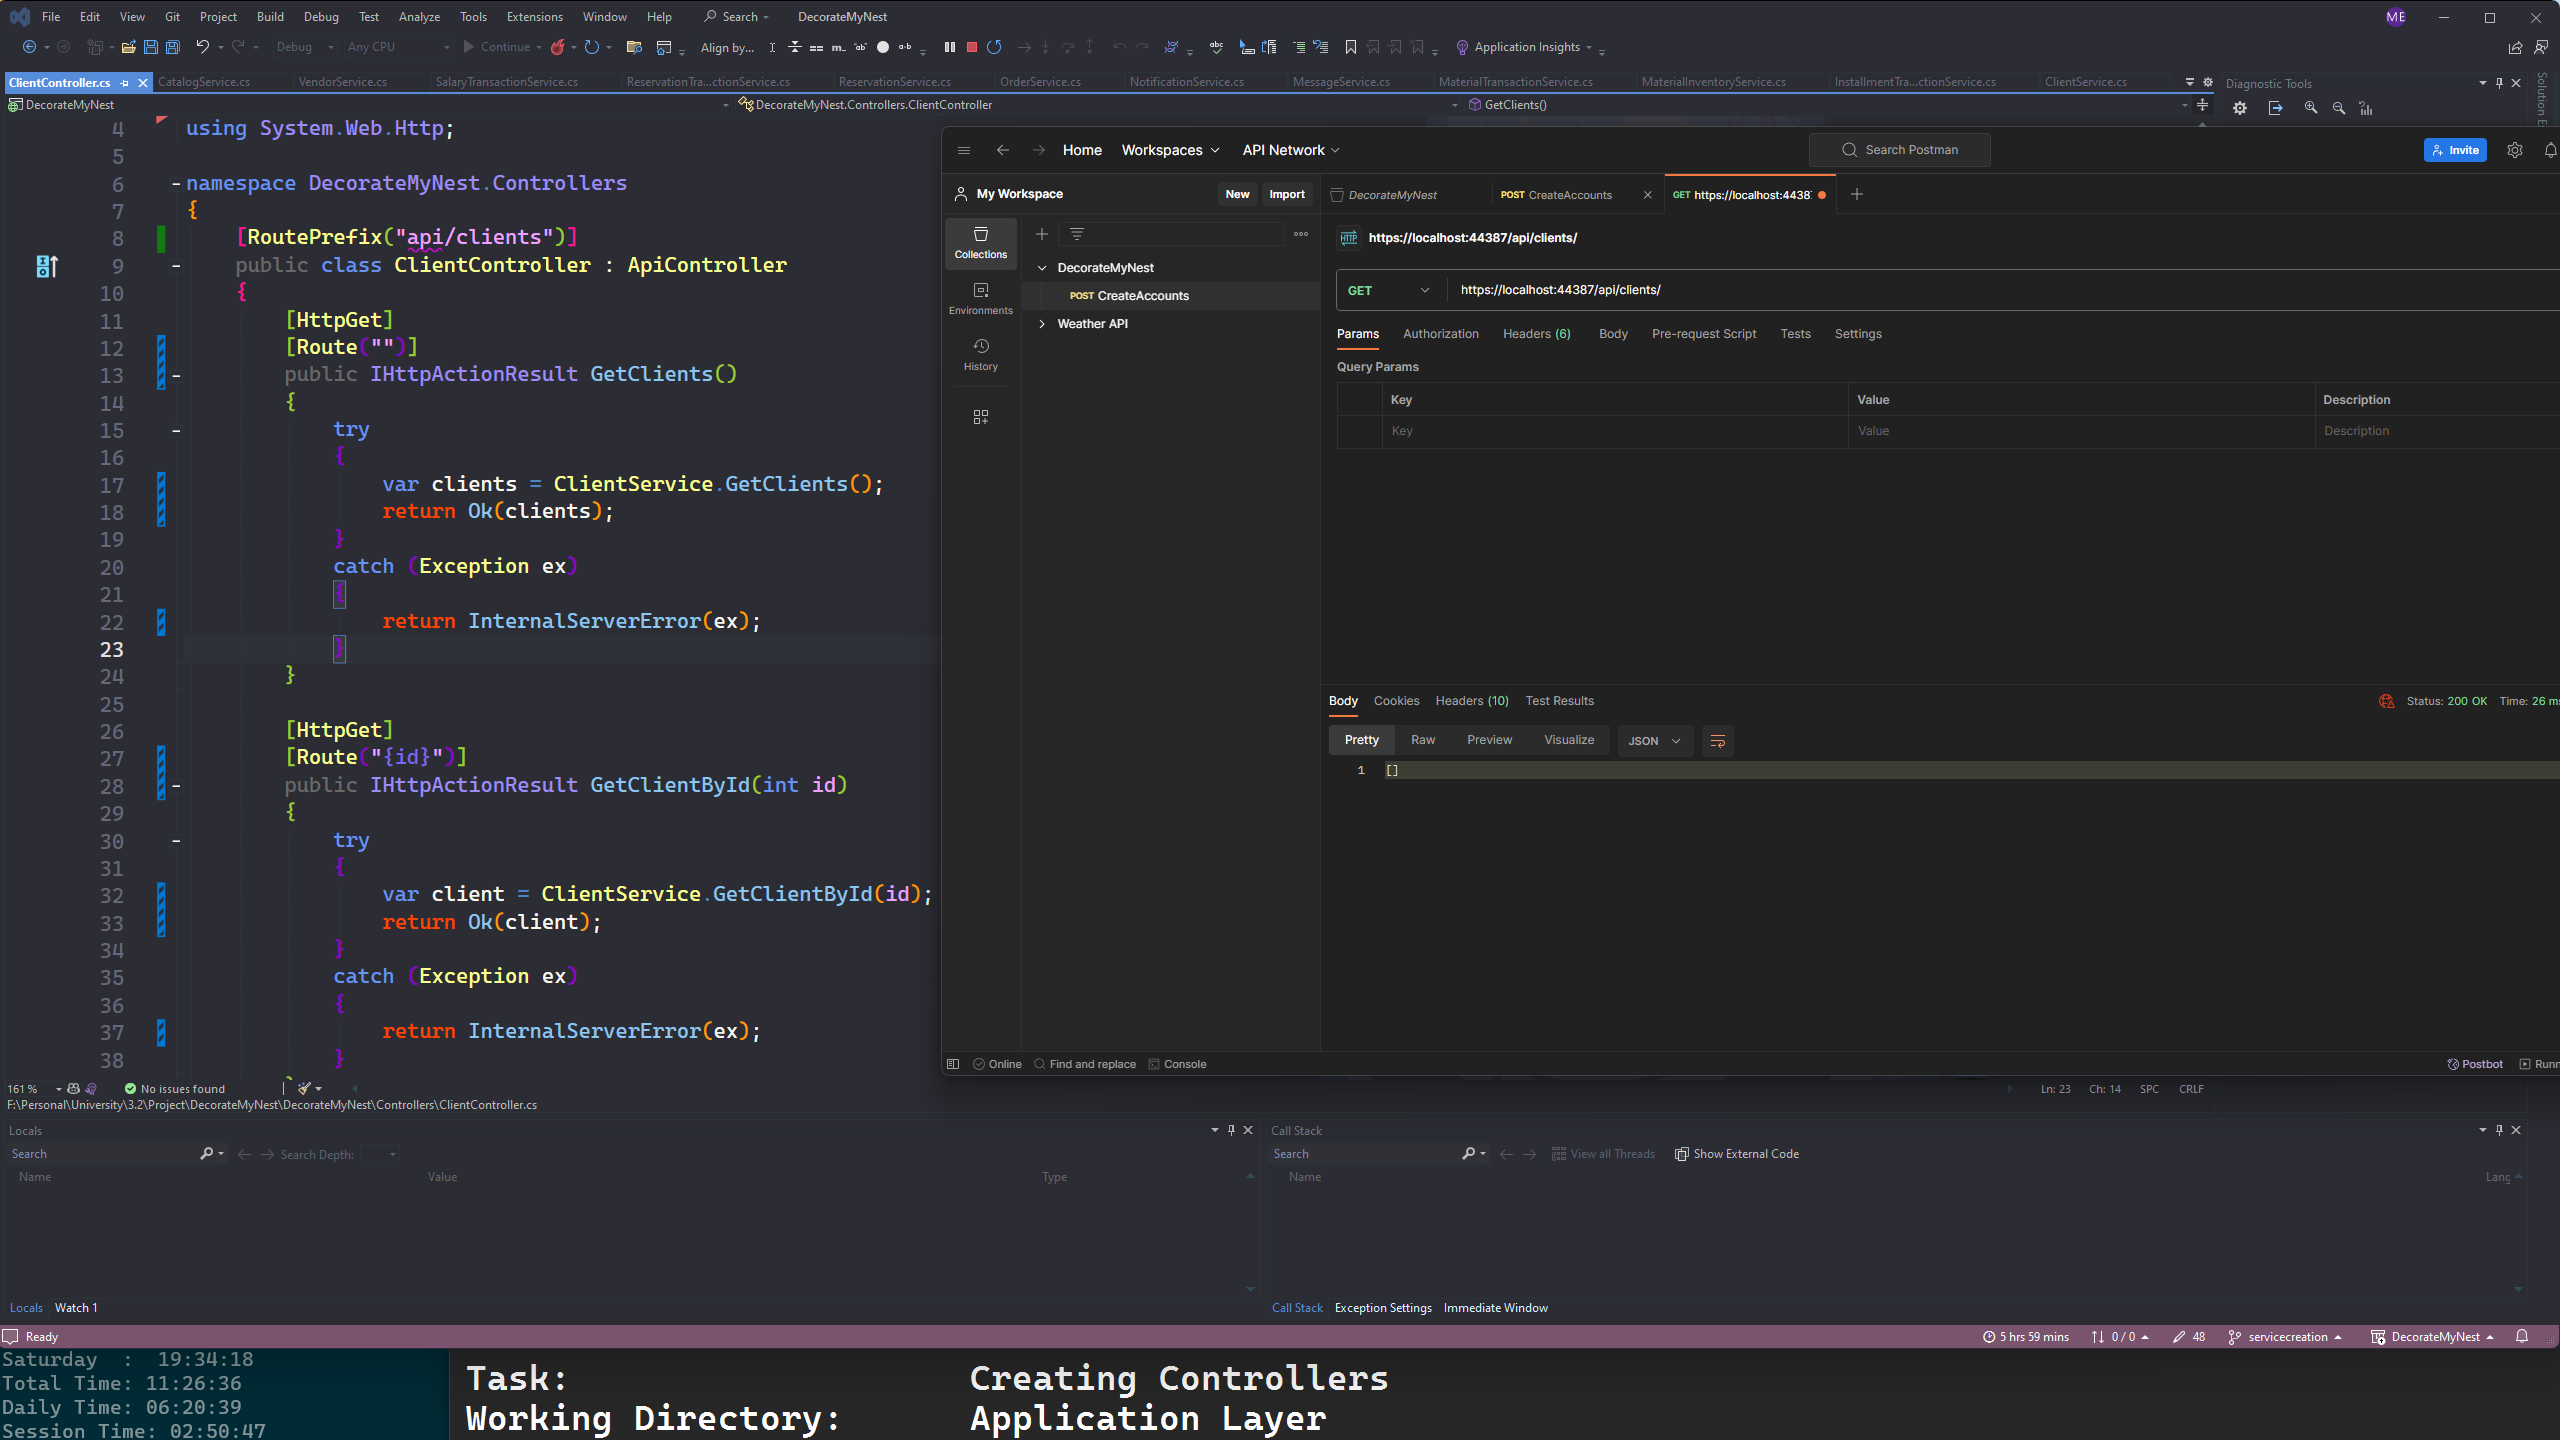 File Edit View Git Project Build Debug Test Analyze Tools Extensions Window Help Search DecorateMyNest ME
Debug Any CPU Continue Align by... Application Insights
ClientController.cs CatalogService.cs VendorService.cs SalaryTransactionService.cs ReservationTra...ctionService.cs ReservationService.cs OrderService.cs NotificationService.cs MessageService.cs MaterialTransactionService.cs MaterialInventoryService.cs InstallmentTra...ctionService.cs ClientService.cs Diagnostic Tools
DecorateMyNest DecorateMyNest.Controllers.ClientController GetClients()
4 using System.Web.Http;
5
6 namespace DecorateMyNest.Controllers
7 {
8 [RoutePrefix("api/clients")]
9 public class ClientController : ApiController
10 {
11 [HttpGet]
12 [Route("")]
13 public IHttpActionResult GetClients()
14 {
15 try
16 {
17 var clients = ClientService.GetClients();
18 return Ok(clients);
19 }
20 catch (Exception ex)
21 {
22 return InternalServerError(ex);
23 }
24 }
25
26 [HttpGet]
27 [Route("{id}")]
28 public IHttpActionResult GetClientById(int id)
29 {
30 try
31 {
32 var client = ClientService.GetClientById(id);
33 return Ok(client);
34 }
35 catch (Exception ex)
36 {
37 return InternalServerError(ex);
38 }
Home Workspaces API Network Search Postman Invite
My Workspace New Import DecorateMyNest POST CreateAccounts GET https://localhost:4438
Collections
Environments
History
DecorateMyNest
POST CreateAccounts
Weather API
HTTP https://localhost:44387/api/clients/
GET https://localhost:44387/api/clients/
Params Authorization Headers (6) Body Pre-request Script Tests Settings
Query Params
Key Value Description
Key Value Description
Body Cookies Headers (10) Test Results Status: 200 OK Time: 26 ms
Pretty Raw Preview Visualize JSON
1 []
Online Find and replace Console Postbot Runn
161 % No issues found Ln: 23 Ch: 14 SPC CRLF
F:\Personal\University\3.2\Project\DecorateMyNest\DecorateMyNest\Controllers\ClientController.cs
Locals
Search Search Depth:
Name Value Type
Locals Watch 1
Call Stack
Search View all Threads Show External Code
Name Lang
Call Stack Exception Settings Immediate Window
Ready 5 hrs 59 mins 0 / 0 48 servicecreation DecorateMyNest
Saturday : 19:34:18
Total Time: 11:26:36
Daily Time: 06:20:39
Session Time: 02:50:47
Task: Creating Controllers
Working Directory: Application Layer